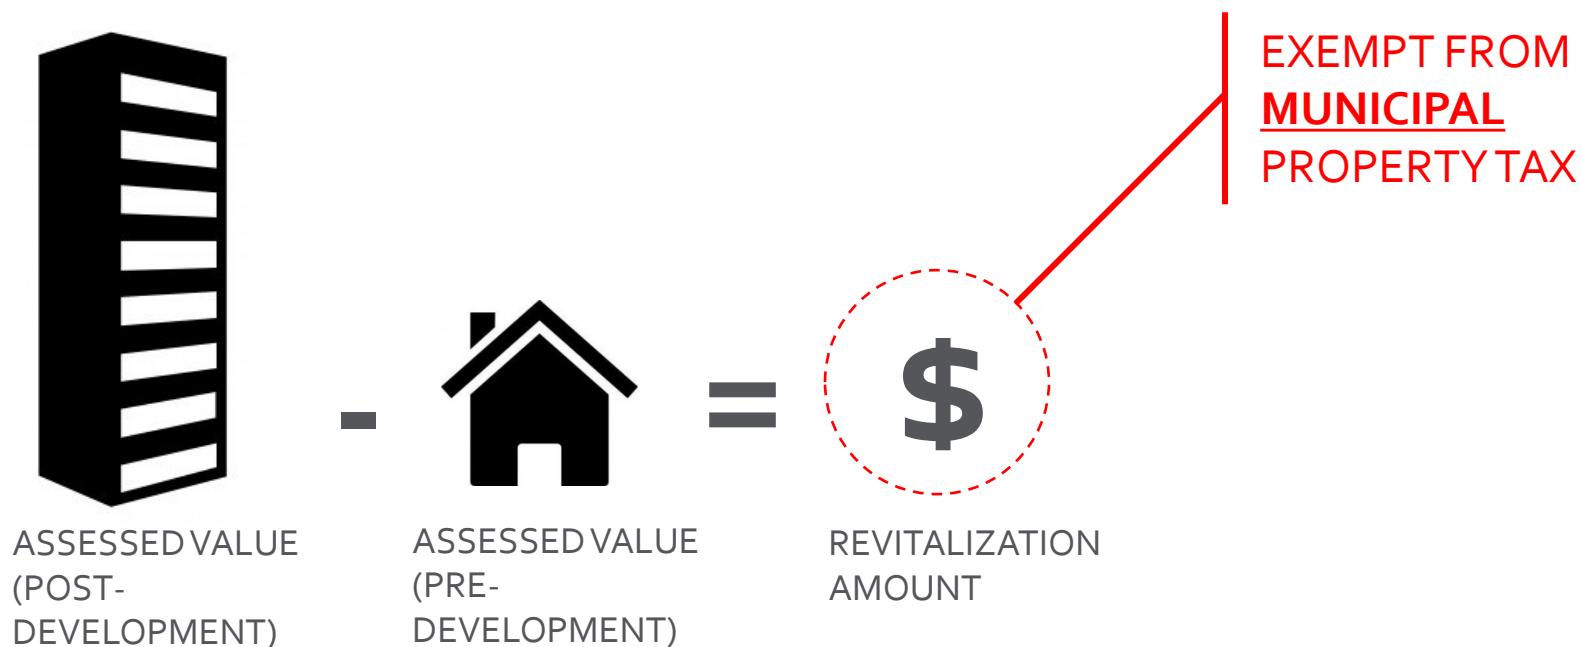 EXEMPT FROM
MUNICIPAL
PROPERTY TAX
-
=
$
ASSESSED VALUE
(POST-
DEVELOPMENT)
ASSESSED VALUE
(PRE-
DEVELOPMENT)
REVITALIZATION
AMOUNT